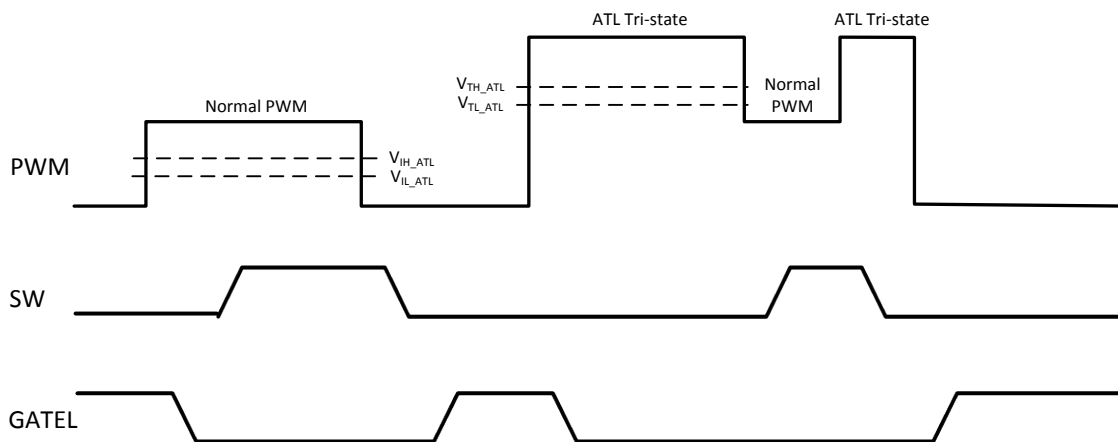 ATL Tri-state
ATL Tri-state
Normal PWM
V_TH_ATL
V_TL_ATL
Normal
PWM
PWM
V_IH_ATL
V_IL_ATL
SW
GATEL